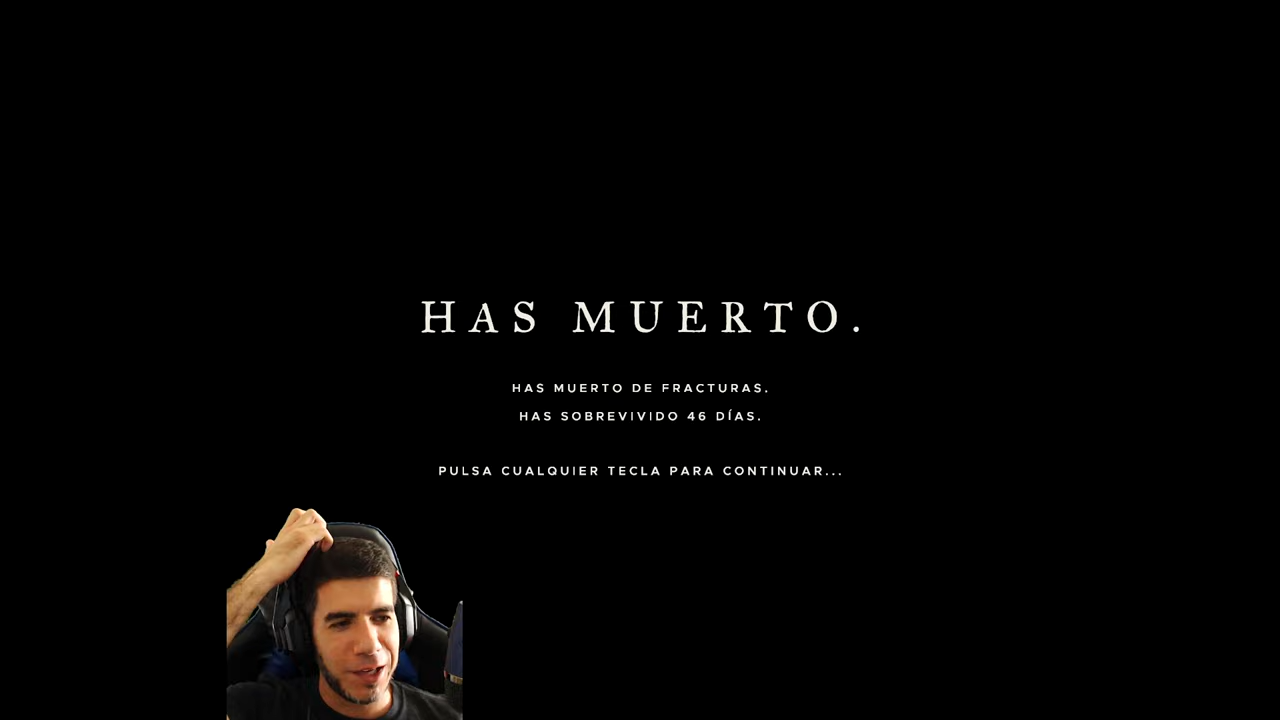 HAS MUERTO.
HAS MUERTO DE FRACTURAS.
HAS SOBREVIVIDO 46 DÍAS.
PULSA CUALQUIER TECLA PARA CONTINUAR...